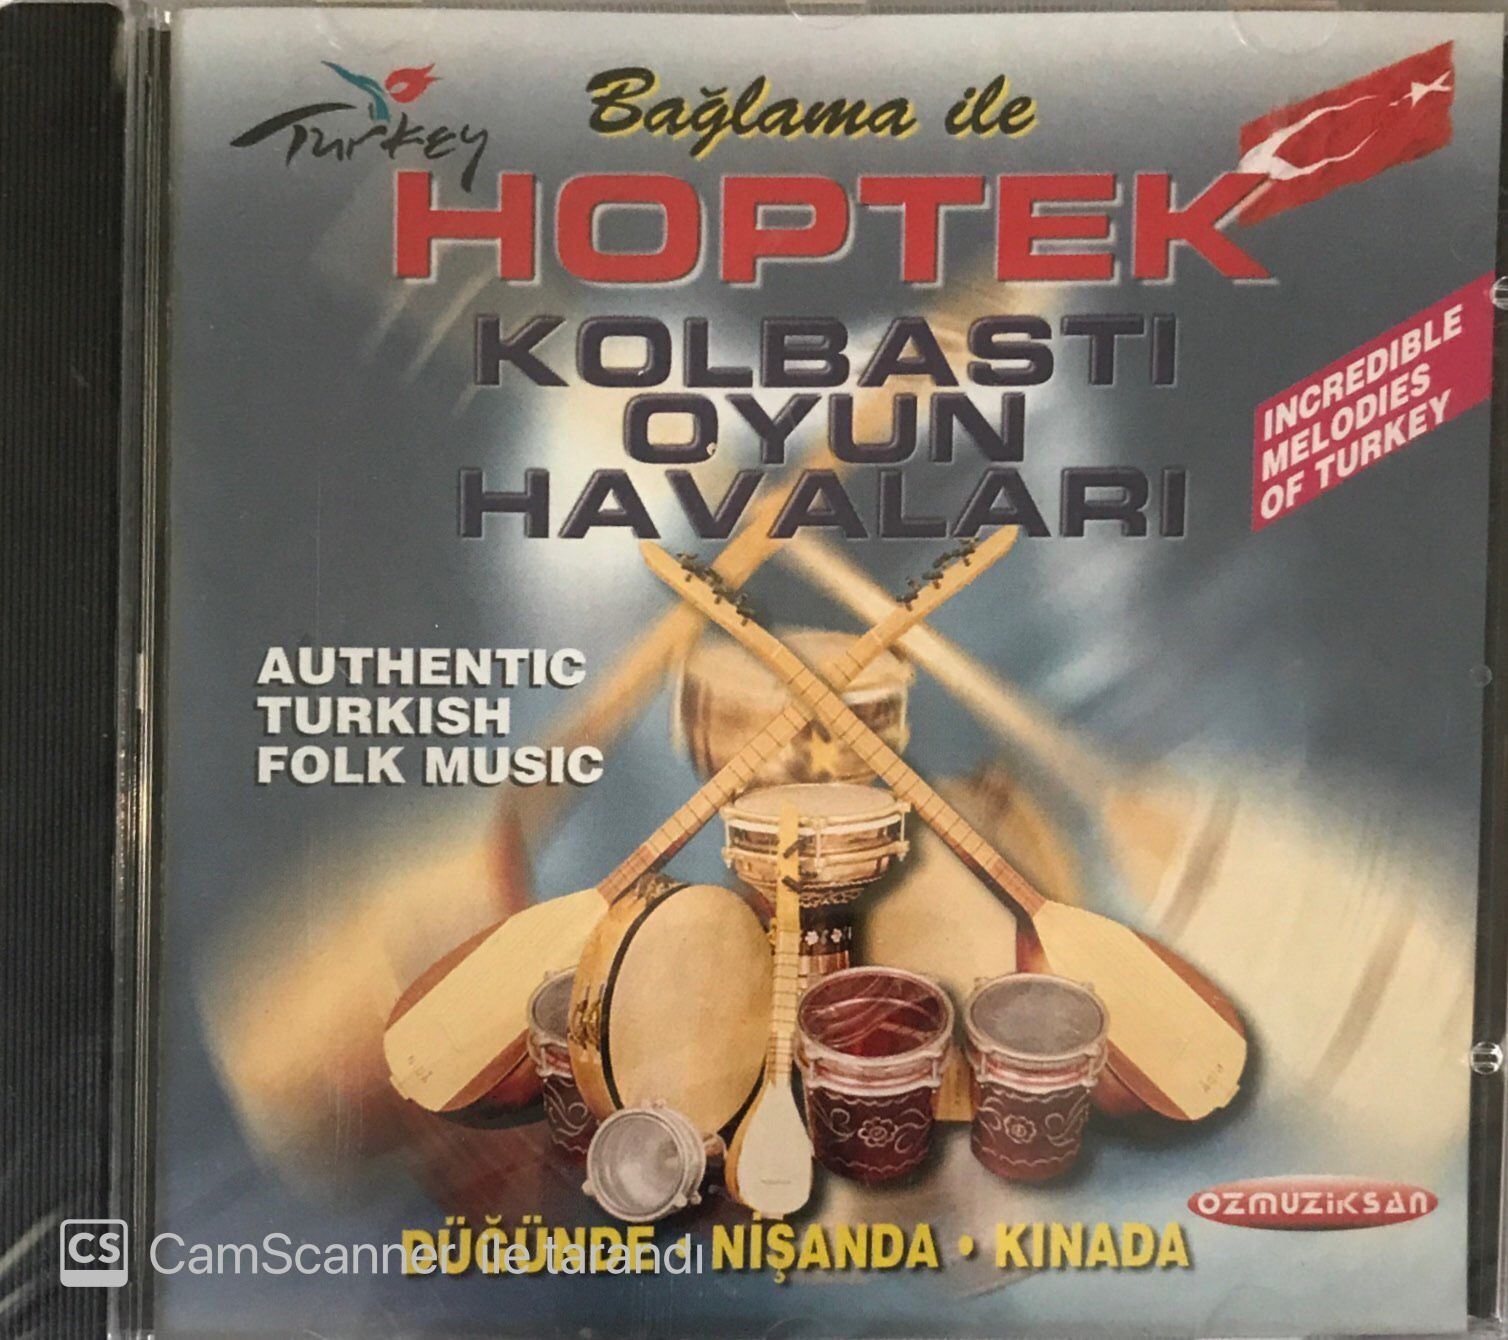 Turkey
Bağlama ile
HOPTEK
KOLBASTI
OYUN
HAVALARI
INCREDIBLE
MELODIES
OF TURKEY
AUTHENTIC
TURKISH
FOLK MUSIC
OZMUZiKSAN
DÜĞÜNDE • NİŞANDA • KINADA
CS CamScanner ile tarandı